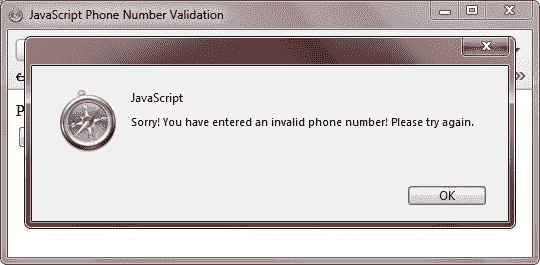 JavaScript Phone Number Validation
JavaScript
Sorry! You have entered an invalid phone number! Please try again.
OK